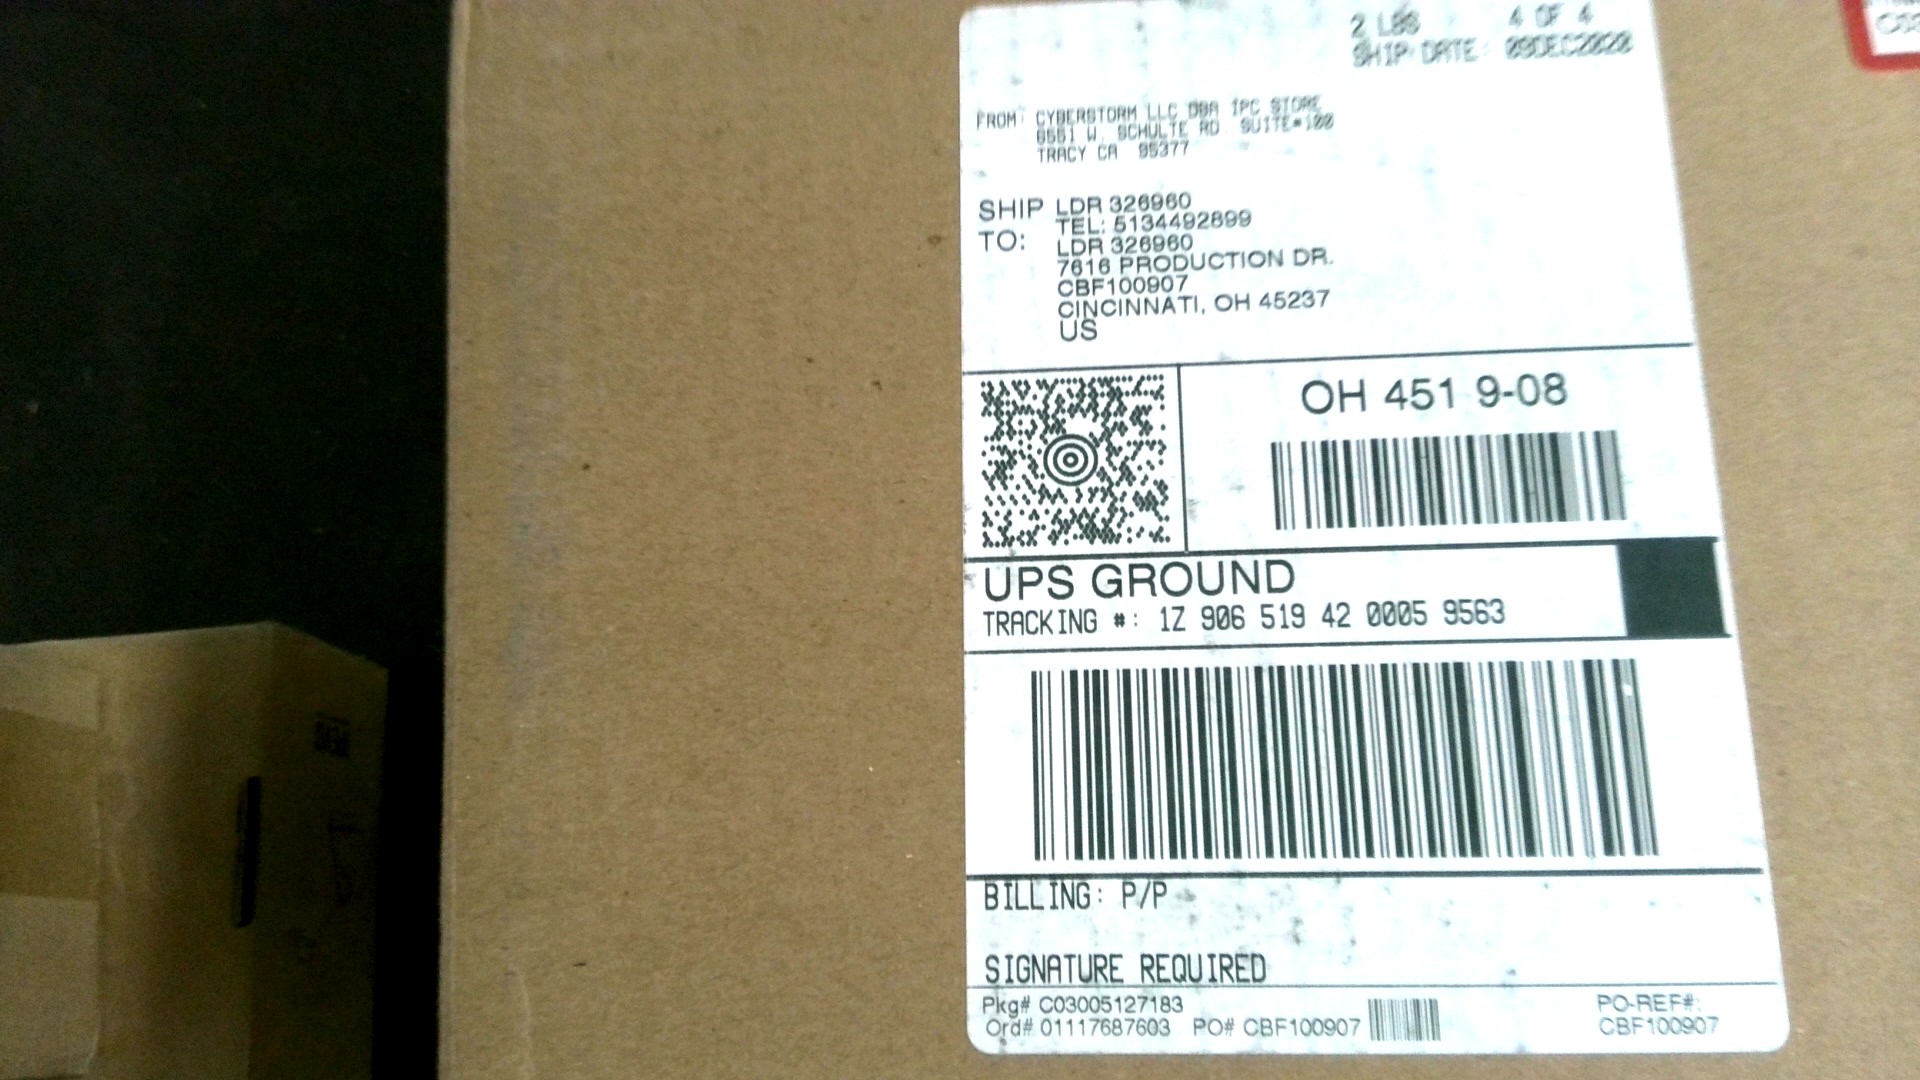 2 LBS 4 OF 4
SHIP DATE: 09DEC2020
FROM: CYBERSTORM LLC DBA IPC STORE
6551 W. SCHULTE RD. SUITE#100
TRACY CA 95377
SHIP TO: LDR 326960
TEL: 5134492899
LDR 326960
7616 PRODUCTION DR.
CBF100907
CINCINNATI, OH 45237
US
OH 451 9-08
UPS GROUND
TRACKING #: 1Z 906 519 42 0005 9563
BILLING: P/P
SIGNATURE REQUIRED
Pkg# C03005127183
Ord# 01117687603 PO# CBF100907
PO-REF#:
CBF100907